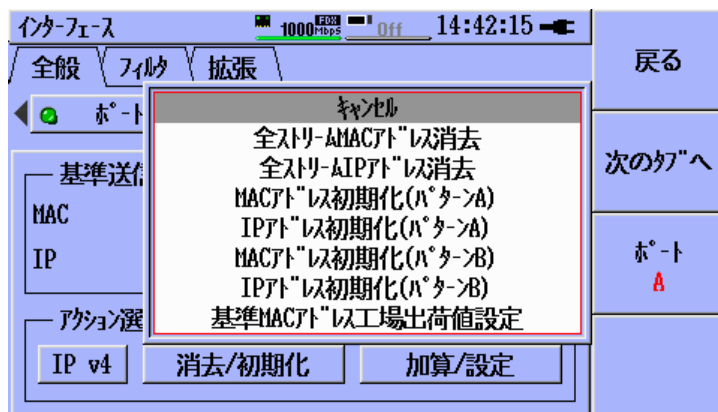 インターフェース
1000 FDX Mbps
Off
14:42:15
全般
フィルタ
拡張
戻る
ポート
キャンセル
全ストリームMACアドレス消去
全ストリームIPアドレス消去
MACアドレス初期化(パターンA)
IPアドレス初期化(パターンA)
MACアドレス初期化(パターンB)
IPアドレス初期化(パターンB)
基準MACアドレス工場出荷値設定
次のタブへ
基準送信
MAC
IP
ポート
A
アクション選
IP v4
消去/初期化
加算/設定